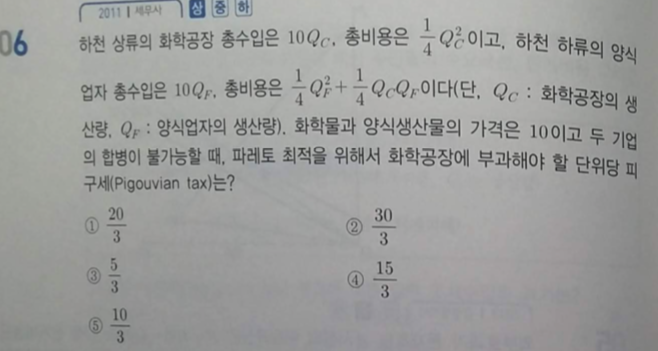 2011 | 세무사 상 중 하
06
하천 상류의 화학공장 총수입은 10Q_C, 총비용은 \frac{1}{4}Q_C^2이고, 하천 하류의 양식
업자 총수입은 10Q_F, 총비용은 \frac{1}{4}Q_F^2+\frac{1}{4}Q_CQ_F이다(단, Q_C : 화학공장의 생
산량, Q_F : 양식업자의 생산량). 화학물과 양식생산물의 가격은 10이고 두 기업
의 합병이 불가능할 때, 파레토 최적을 위해서 화학공장에 부과해야 할 단위당 피
구세(Pigouvian tax)는?
① \frac{20}{3} ② \frac{30}{3}
③ \frac{5}{3} ④ \frac{15}{3}
⑤ \frac{10}{3}